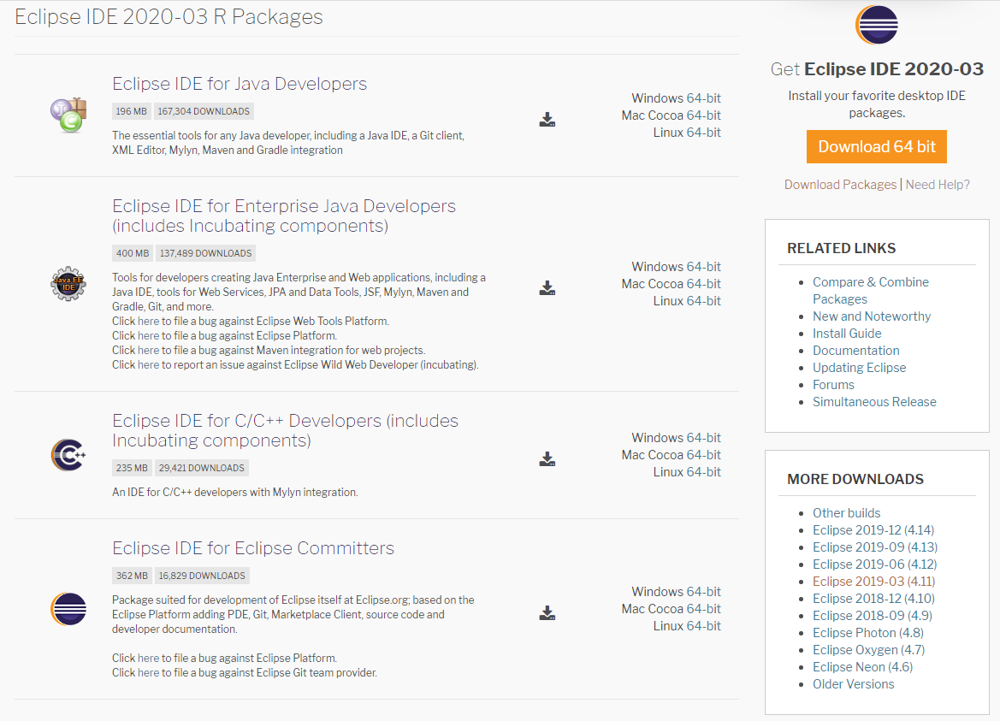 Eclipse IDE 2020-03 R Packages
Eclipse IDE for Java Developers
196 MB 167,304 DOWNLOADS
The essential tools for any Java developer, including a Java IDE, a Git client,
XML Editor, Mylyn, Maven and Gradle integration
Windows 64-bit
Mac Cocoa 64-bit
Linux 64-bit
Eclipse IDE for Enterprise Java Developers
(includes Incubating components)
400 MB 137,489 DOWNLOADS
Tools for developers creating Java Enterprise and Web applications, including a
Java IDE, tools for Web Services, JPA and Data Tools, JSF, Mylyn, Maven and
Gradle, Git, and more.
Click here to file a bug against Eclipse Web Tools Platform.
Click here to file a bug against Eclipse Platform.
Click here to file a bug against Maven integration for web projects.
Click here to report an issue against Eclipse Wild Web Developer (incubating).
Java EE
IDE
Windows 64-bit
Mac Cocoa 64-bit
Linux 64-bit
Eclipse IDE for C/C++ Developers (includes
Incubating components)
235 MB 29,421 DOWNLOADS
An IDE for C/C++ developers with Mylyn integration.
C++
Windows 64-bit
Mac Cocoa 64-bit
Linux 64-bit
Eclipse IDE for Eclipse Committers
362 MB 16,829 DOWNLOADS
Package suited for development of Eclipse itself at Eclipse.org; based on the
Eclipse Platform adding PDE, Git, Marketplace Client, source code and
developer documentation.
Click here to file a bug against Eclipse Platform.
Click here to file a bug against Eclipse Git team provider.
Windows 64-bit
Mac Cocoa 64-bit
Linux 64-bit
Get Eclipse IDE 2020-03
Install your favorite desktop IDE
packages.
Download 64 bit
Download Packages | Need Help?
RELATED LINKS
Compare & Combine
Packages
New and Noteworthy
Install Guide
Documentation
Updating Eclipse
Forums
Simultaneous Release
MORE DOWNLOADS
Other builds
Eclipse 2019-12 (4.14)
Eclipse 2019-09 (4.13)
Eclipse 2019-06 (4.12)
Eclipse 2019-03 (4.11)
Eclipse 2018-12 (4.10)
Eclipse 2018-09 (4.9)
Eclipse Photon (4.8)
Eclipse Oxygen (4.7)
Eclipse Neon (4.6)
Older Versions